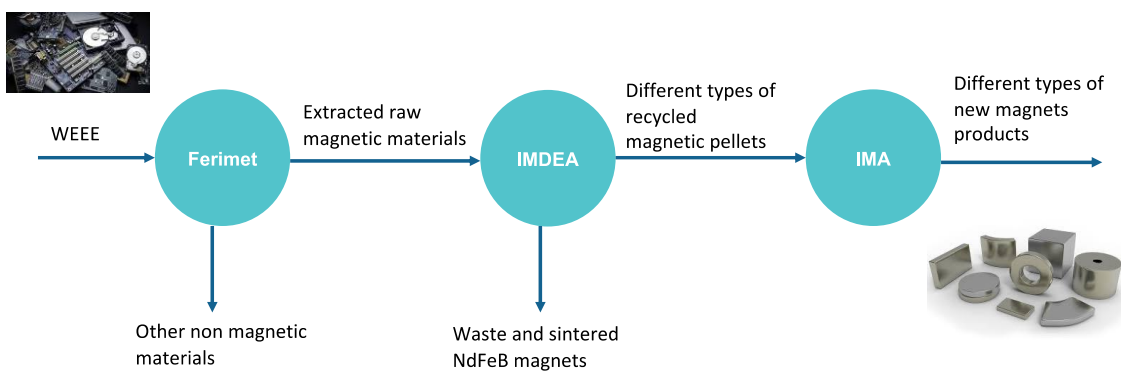 WEEE
Ferimet
Extracted raw
magnetic materials
IMDEA
Different types of
recycled
magnetic pellets
IMA
Different types of
new magnets
products
Other non magnetic
materials
Waste and sintered
NdFeB magnets